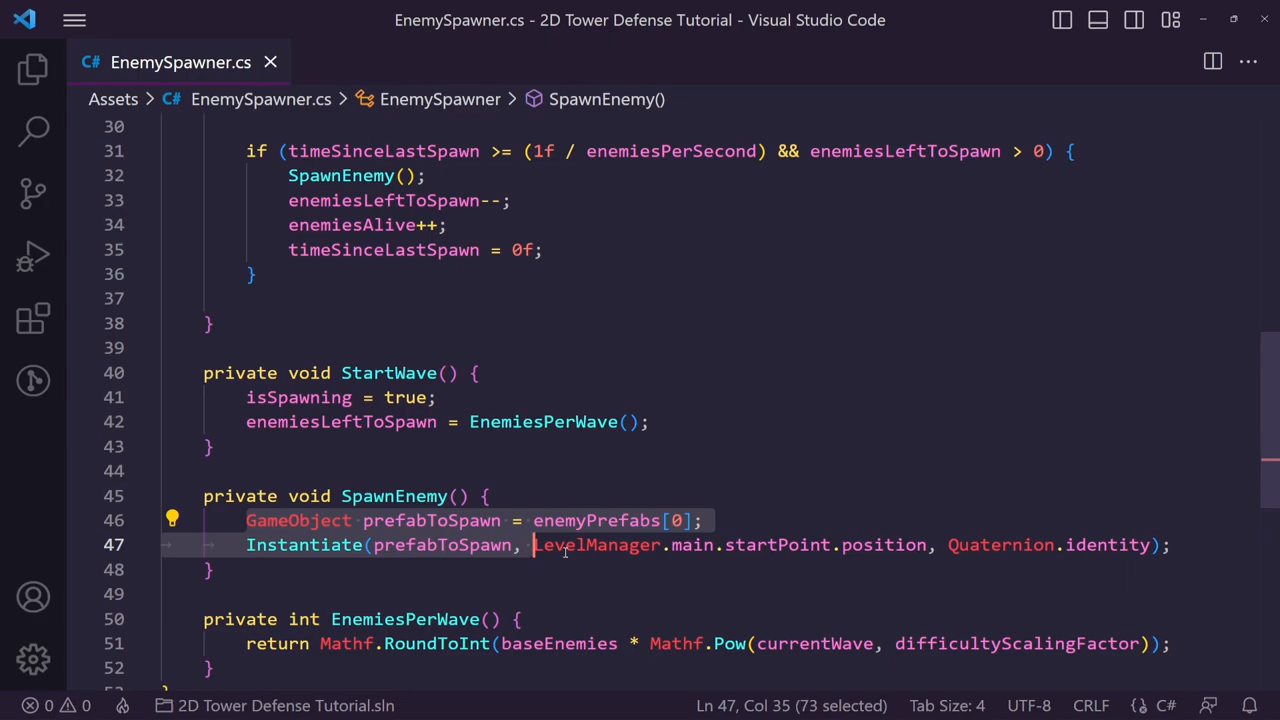 EnemySpawner.cs - 2D Tower Defense Tutorial - Visual Studio Code
C# EnemySpawner.cs
Assets > C# EnemySpawner.cs > EnemySpawner > SpawnEnemy()
30
31 if (timeSinceLastSpawn >= (1f / enemiesPerSecond) && enemiesLeftToSpawn > 0) {
32 SpawnEnemy();
33 enemiesLeftToSpawn--;
34 enemiesAlive++;
35 timeSinceLastSpawn = 0f;
36 }
37
38 }
39
40 private void StartWave() {
41 isSpawning = true;
42 enemiesLeftToSpawn = EnemiesPerWave();
43 }
44
45 private void SpawnEnemy() {
46 GameObject prefabToSpawn = enemyPrefabs[0];
47 Instantiate(prefabToSpawn, LevelManager.main.startPoint.position, Quaternion.identity);
48 }
49
50 private int EnemiesPerWave() {
51 return Mathf.RoundToInt(baseEnemies * Mathf.Pow(currentWave, difficultyScalingFactor));
52 }
0 0 2D Tower Defense Tutorial.sln Ln 47, Col 35 (73 selected) Tab Size: 4 UTF-8 CRLF {} C#